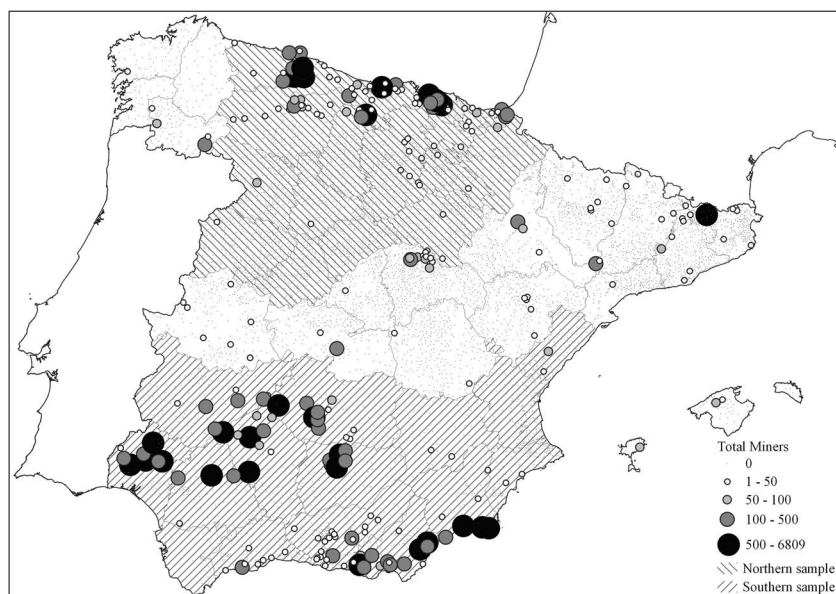 Total Miners
0
1 - 50
50 - 100
100 - 500
500 - 6809
Northern sample
Southern sample